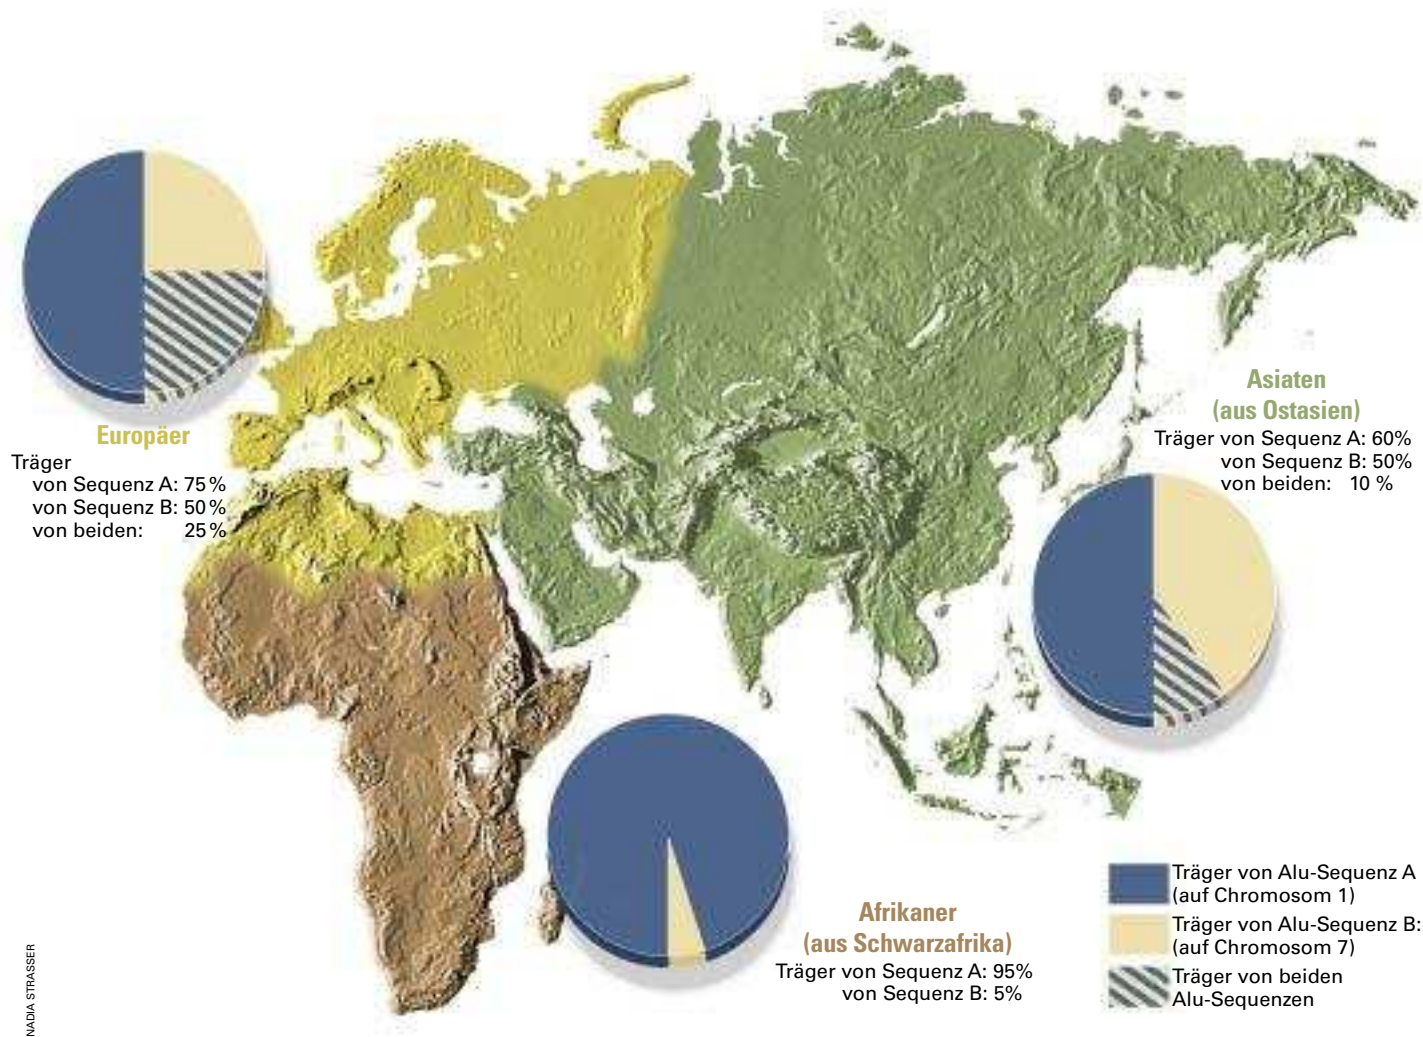 Europäer
Träger
von Sequenz A: 75 %
von Sequenz B: 50 %
von beiden: 25 %
Asiaten
(aus Ostasien)
Träger von Sequenz A: 60%
von Sequenz B: 50%
von beiden: 10 %
Afrikaner
(aus Schwarzafrika)
Träger von Sequenz A: 95%
von Sequenz B: 5%
Träger von Alu-Sequenz A
(auf Chromosom 1)
Träger von Alu-Sequenz B:
(auf Chromosom 7)
Träger von beiden
Alu-Sequenzen
NADIA STRASSER